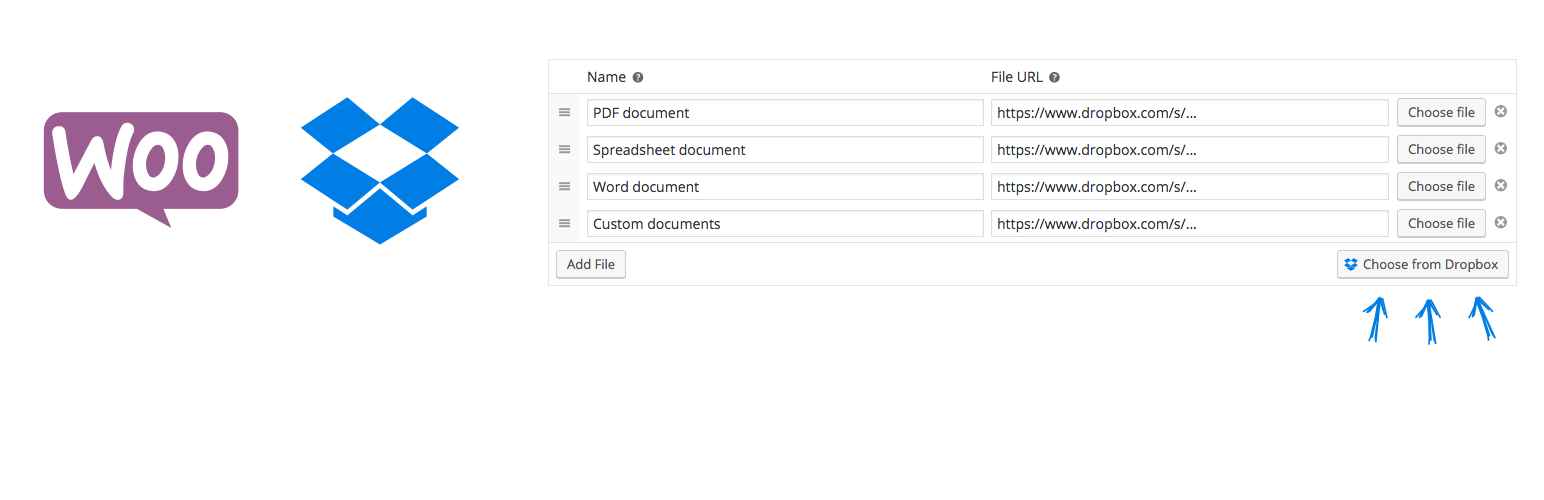 WOO
Name ? File URL ?
PDF document https://www.dropbox.com/s/... Choose file
Spreadsheet document https://www.dropbox.com/s/... Choose file
Word document https://www.dropbox.com/s/... Choose file
Custom documents https://www.dropbox.com/s/... Choose file
Add File Choose from Dropbox